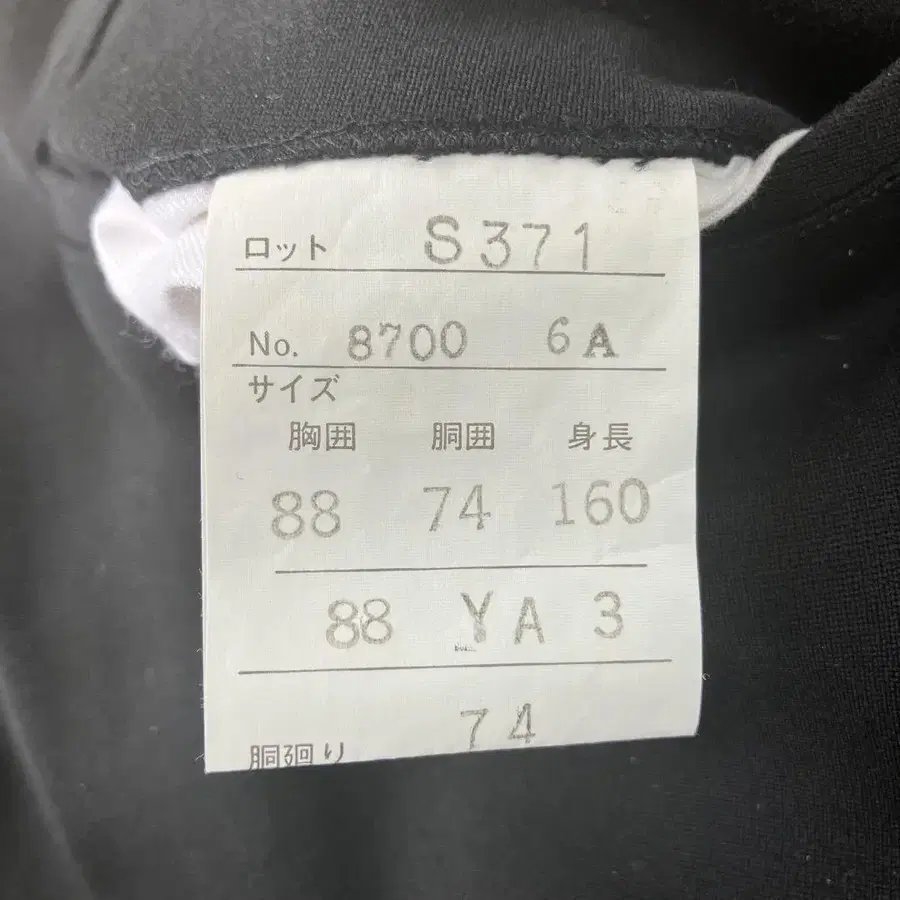 ロット S371
No. 8700 6A
サイズ
胸囲 胴囲 身長
88 74 160
88 YA 3
74
胴廻り